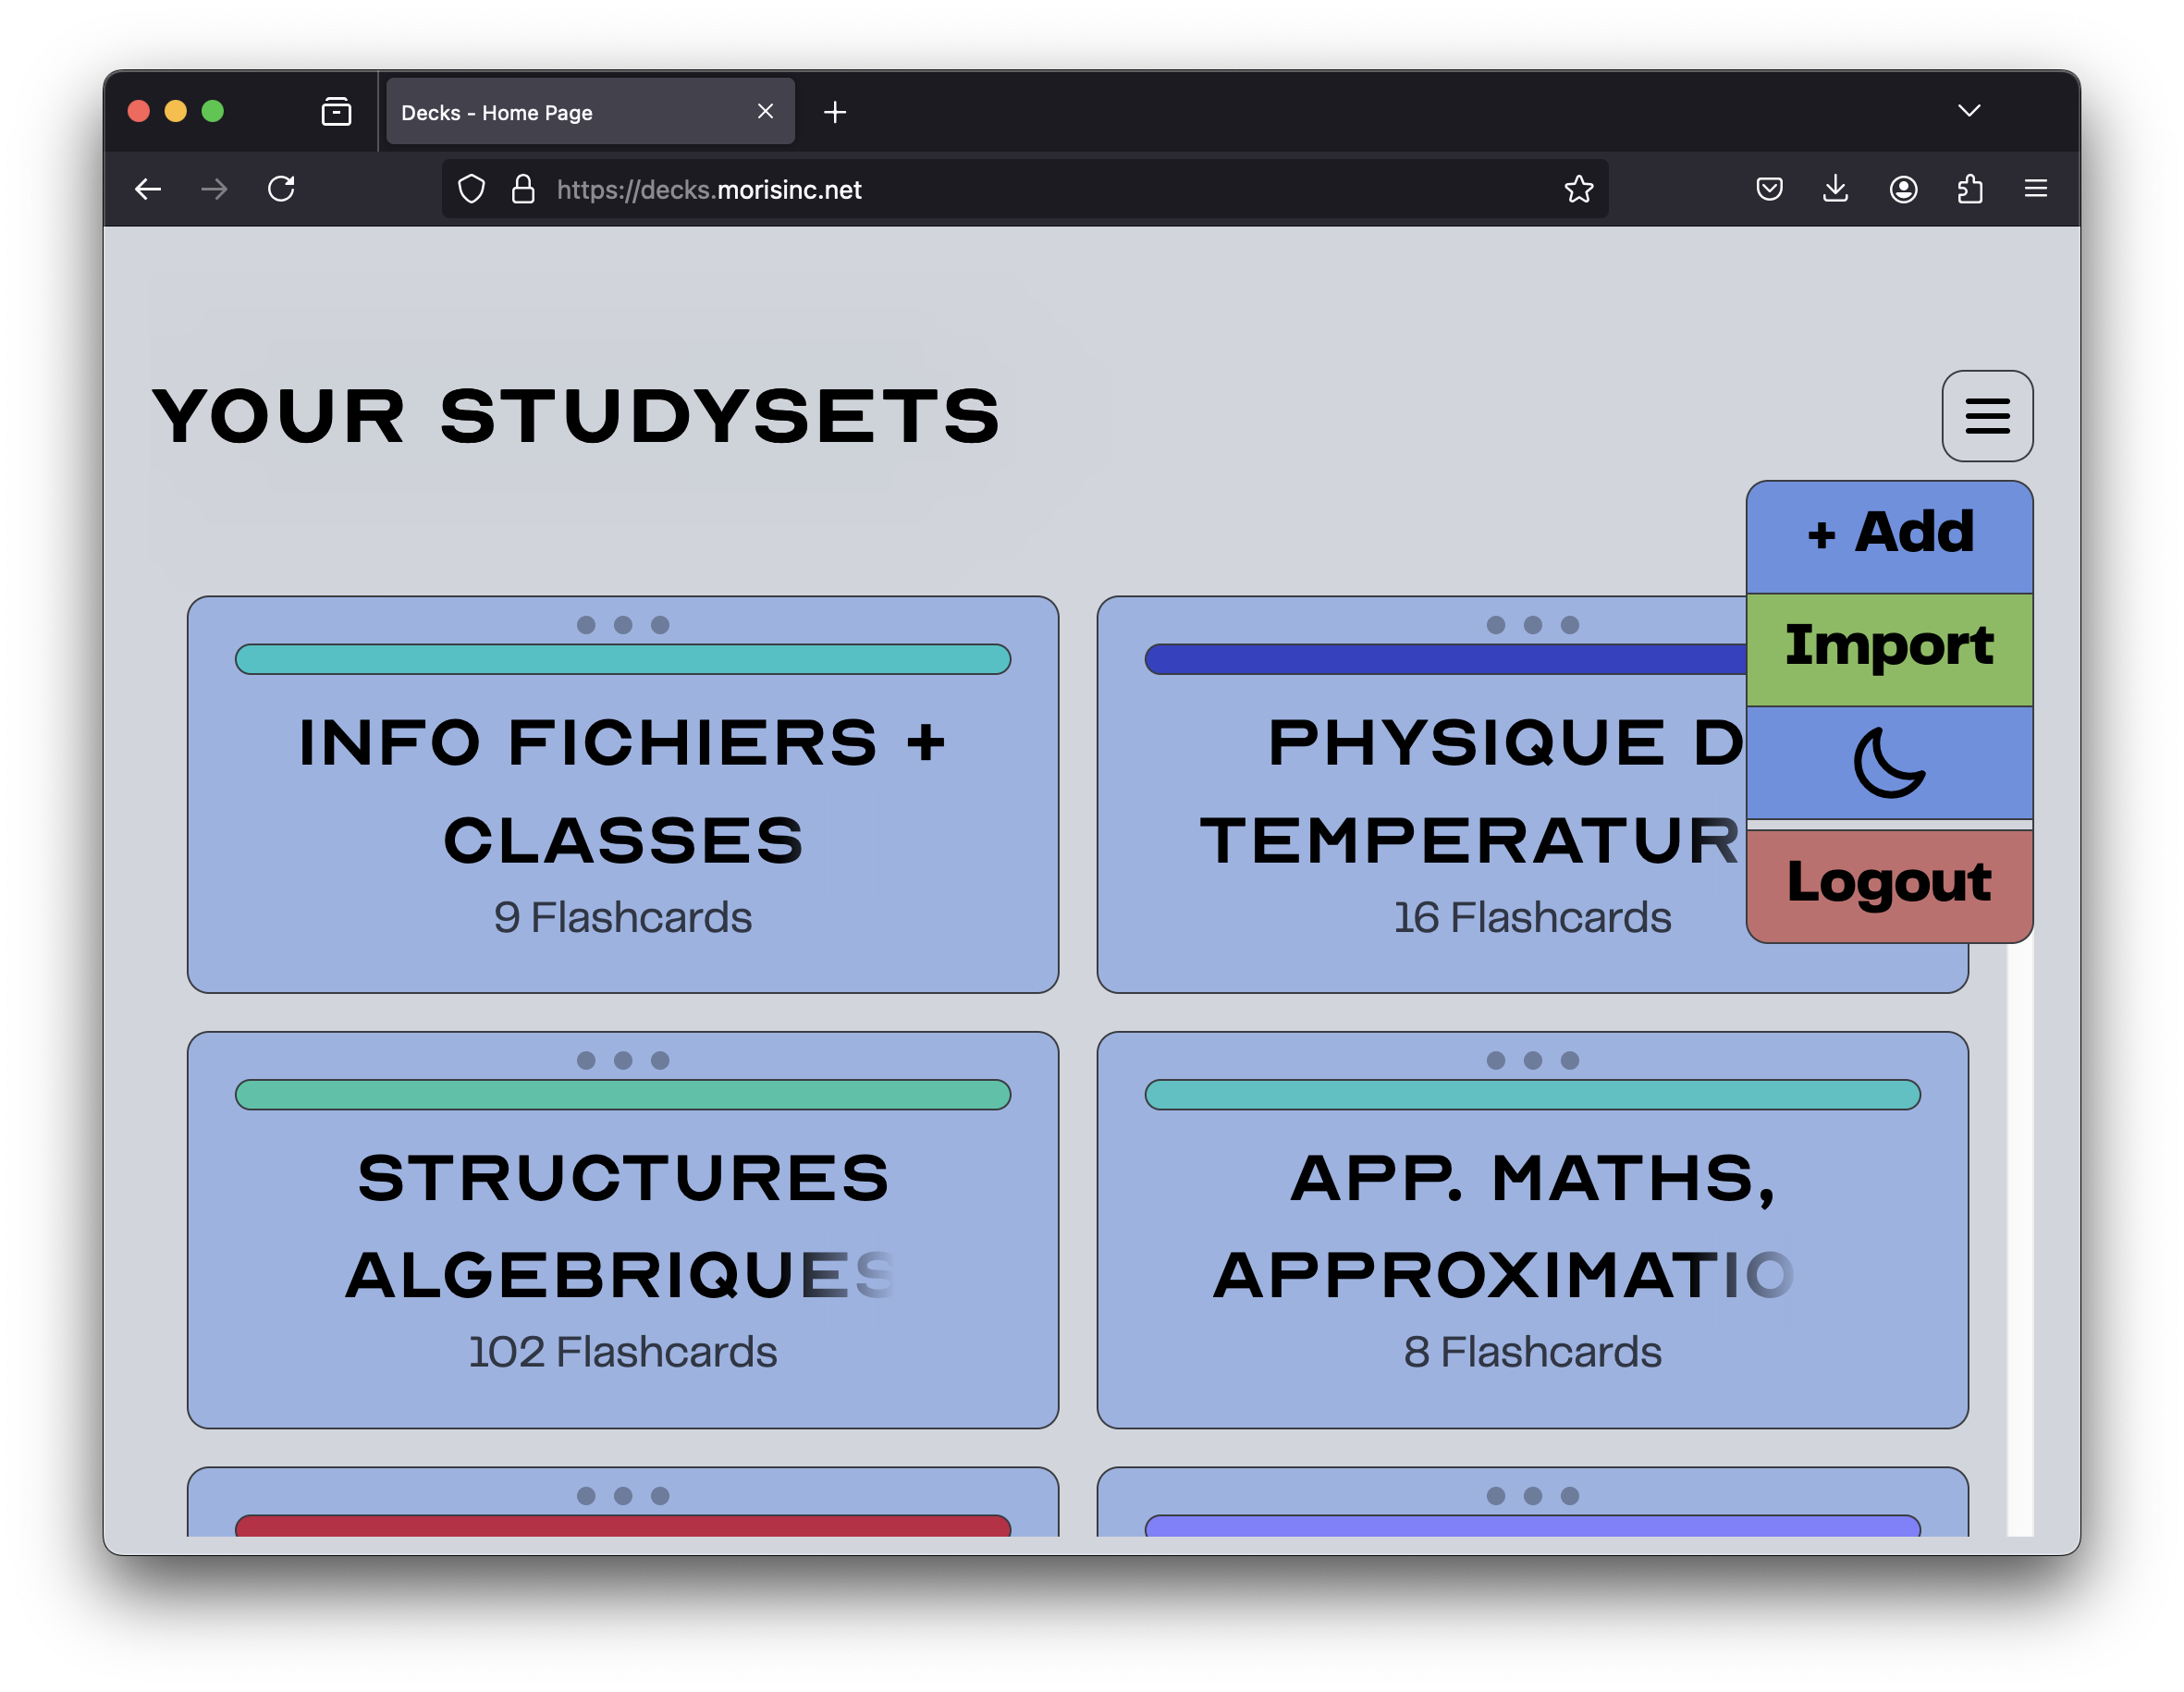 Decks - Home Page
https://decks.morisinc.net
YOUR STUDYSETS
+ Add
Import
Logout
INFO FICHIERS +
CLASSES
9 Flashcards
PHYSIQUE D
TEMPERATUR
16 Flashcards
STRUCTURES
ALGEBRIQUES
102 Flashcards
APP. MATHS,
APPROXIMATIO
8 Flashcards